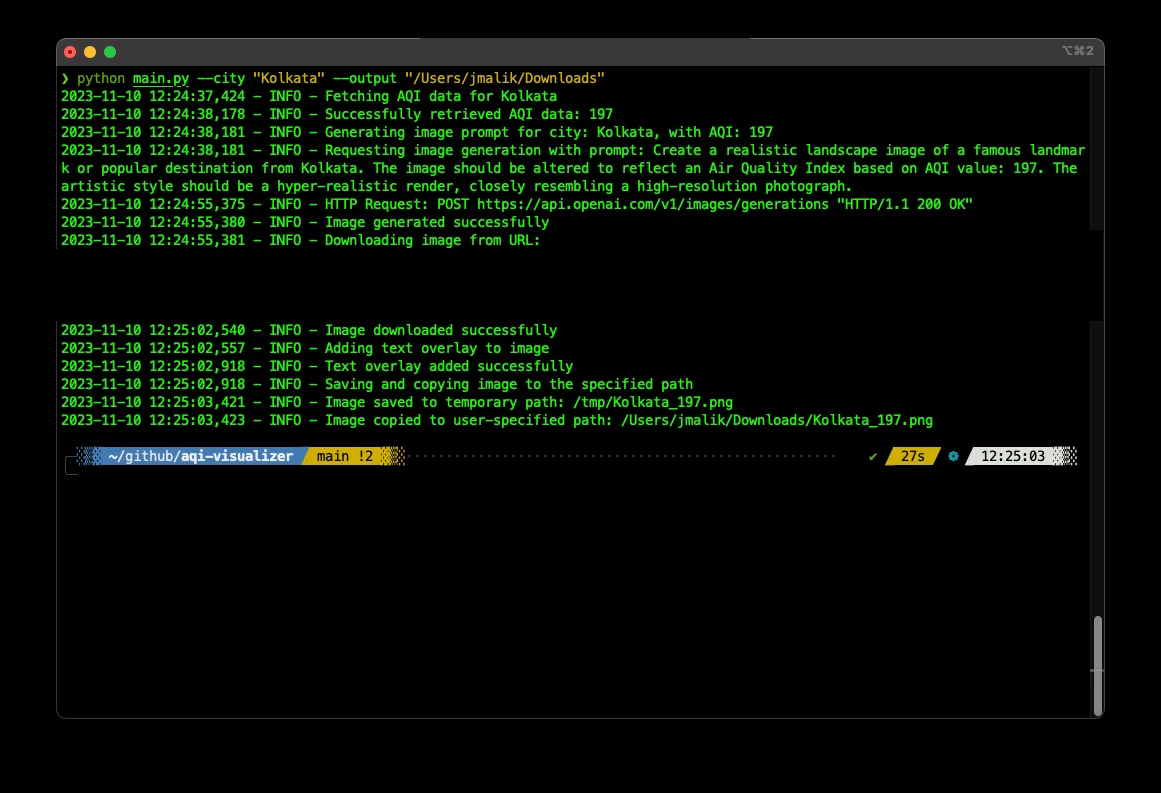 ⌥⌘2
❯ python main.py --city "Kolkata" --output "/Users/jmalik/Downloads"
2023-11-10 12:24:37,424 - INFO - Fetching AQI data for Kolkata
2023-11-10 12:24:38,178 - INFO - Successfully retrieved AQI data: 197
2023-11-10 12:24:38,181 - INFO - Generating image prompt for city: Kolkata, with AQI: 197
2023-11-10 12:24:38,181 - INFO - Requesting image generation with prompt: Create a realistic landscape image of a famous landmar
k or popular destination from Kolkata. The image should be altered to reflect an Air Quality Index based on AQI value: 197. The
artistic style should be a hyper-realistic render, closely resembling a high-resolution photograph.
2023-11-10 12:24:55,375 - INFO - HTTP Request: POST https://api.openai.com/v1/images/generations "HTTP/1.1 200 OK"
2023-11-10 12:24:55,380 - INFO - Image generated successfully
2023-11-10 12:24:55,381 - INFO - Downloading image from URL:
2023-11-10 12:25:02,540 - INFO - Image downloaded successfully
2023-11-10 12:25:02,557 - INFO - Adding text overlay to image
2023-11-10 12:25:02,918 - INFO - Text overlay added successfully
2023-11-10 12:25:02,918 - INFO - Saving and copying image to the specified path
2023-11-10 12:25:03,421 - INFO - Image saved to temporary path: /tmp/Kolkata_197.png
2023-11-10 12:25:03,423 - INFO - Image copied to user-specified path: /Users/jmalik/Downloads/Kolkata_197.png
~/github/aqi-visualizer main !2 ✔ 27s 12:25:03